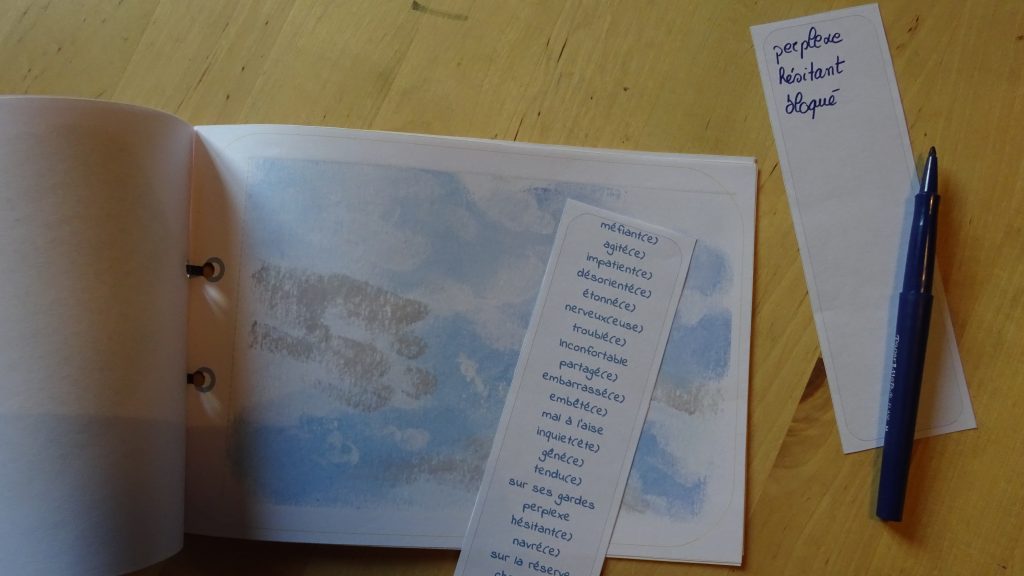 perplexe
hésitant
bloqué
méfiant(e)
agité(e)
impatient(e)
désorienté(e)
étonné(e)
nerveux(euse)
troublé(e)
inconfortable
partagé(e)
embarrassé(e)
embêté(e)
mal à l'aise
inquiet(ète)
gêné(e)
tendu(e)
sur ses gardes
perplexe
hésitant(e)
navré(e)
sur la réserve